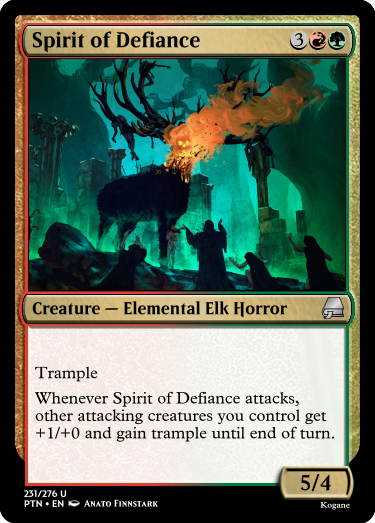 Spirit of Defiance 3
Creature — Elemental Elk Horror
Trample
Whenever Spirit of Defiance attacks,
other attacking creatures you control get
+1/+0 and gain trample until end of turn.
5/4
231/276 U
PTN • EN Anato Finnstark
Kogane